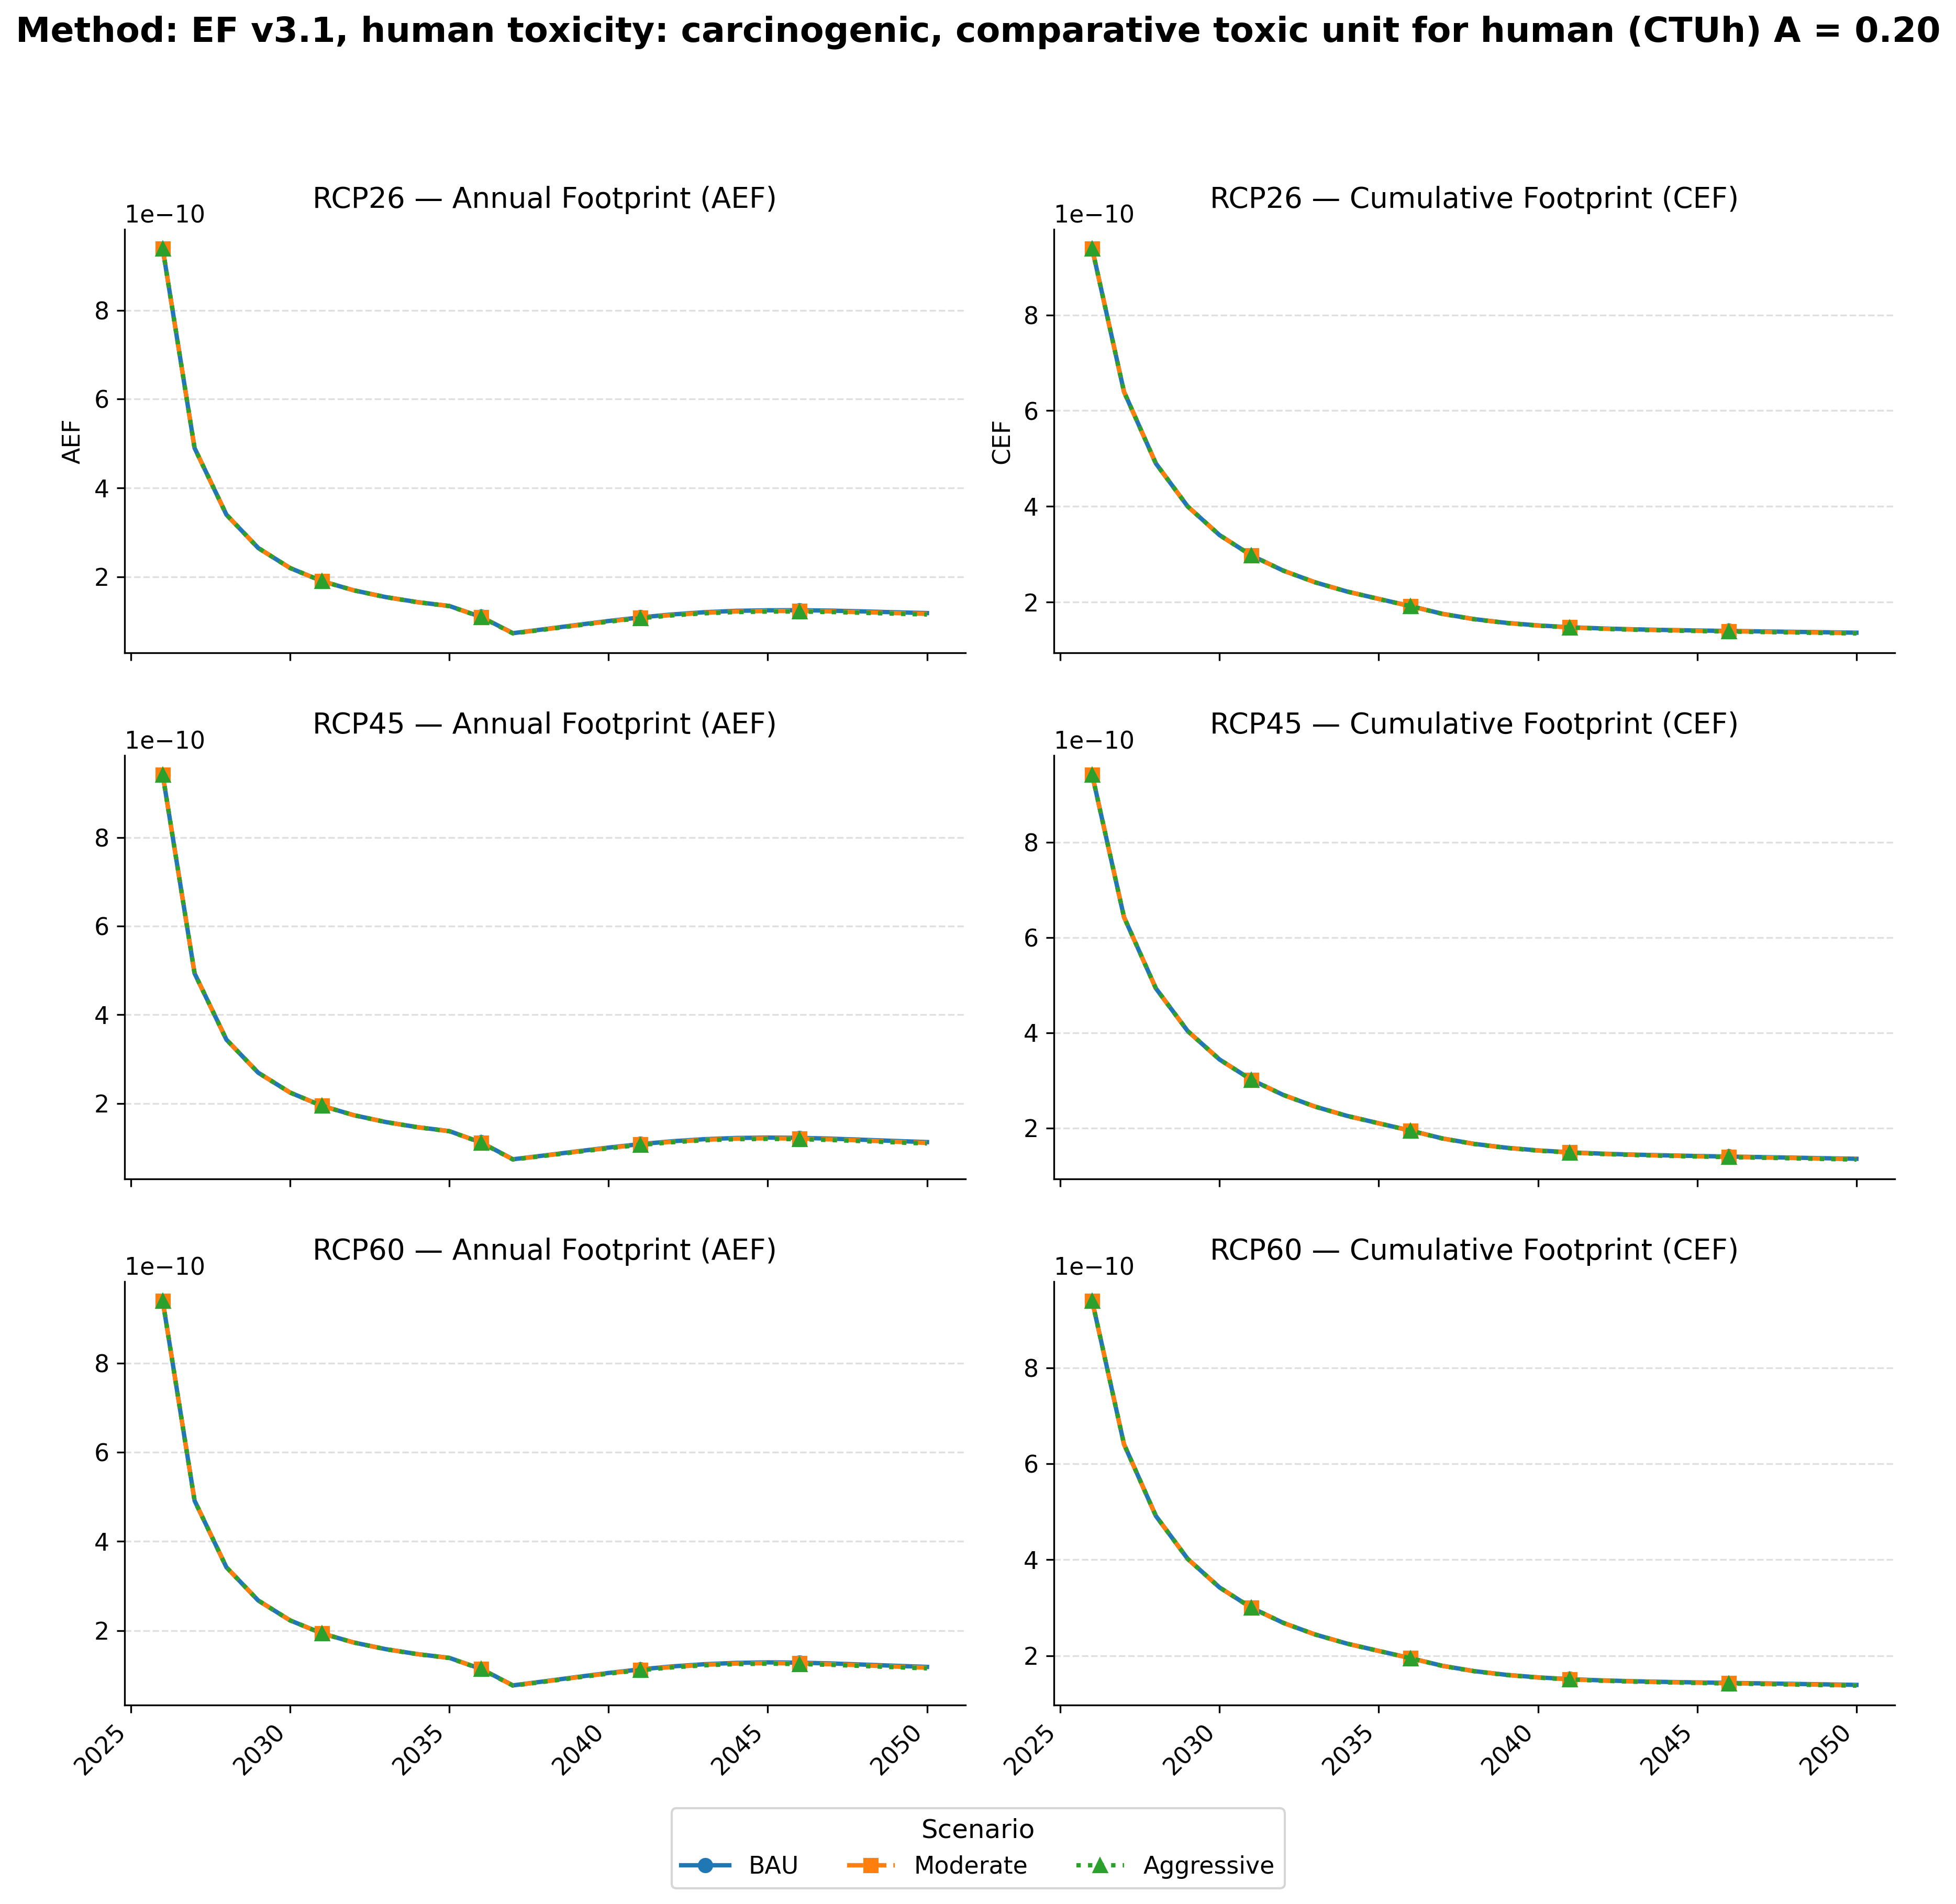 Method: EF v3.1, human toxicity: carcinogenic, comparative toxic unit for human (CTUh) A = 0.20
RCP26 — Annual Footprint (AEF)
1e−10
8
6
4
2
AEF
RCP26 — Cumulative Footprint (CEF)
1e−10
8
6
4
2
CEF
RCP45 — Annual Footprint (AEF)
1e−10
8
6
4
2
RCP45 — Cumulative Footprint (CEF)
1e−10
8
6
4
2
RCP60 — Annual Footprint (AEF)
1e−10
8
6
4
2
2025 2030 2035 2040 2045 2050
RCP60 — Cumulative Footprint (CEF)
1e−10
8
6
4
2
2025 2030 2035 2040 2045 2050
Scenario
BAU Moderate Aggressive